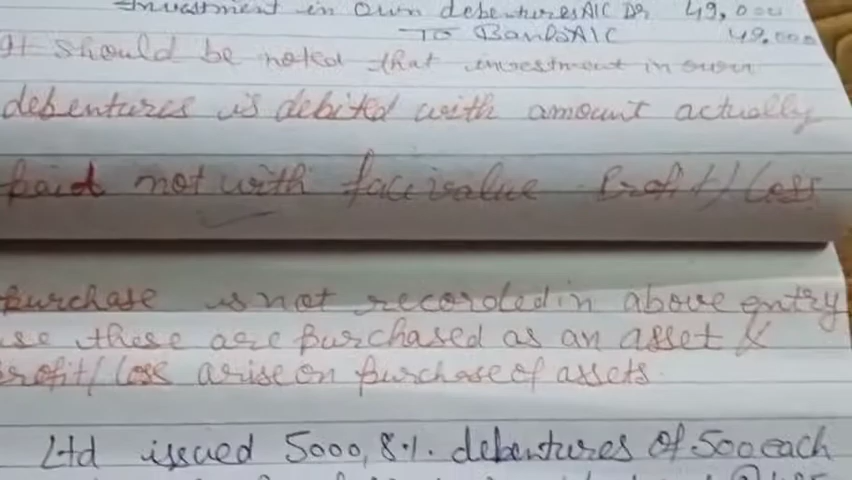 Investment in own debentures A/C Dr 49,000
To Bank A/C 49,000
It should be noted that investment in own
debentures is debited with amount actually
paid not with face value Profit/Loss
purchase is not recorded in above entry
se these are purchased as an asset &
rofit/Loss arise on purchase of assets.
Ltd issued 5000, 8%. debentures of 500 each